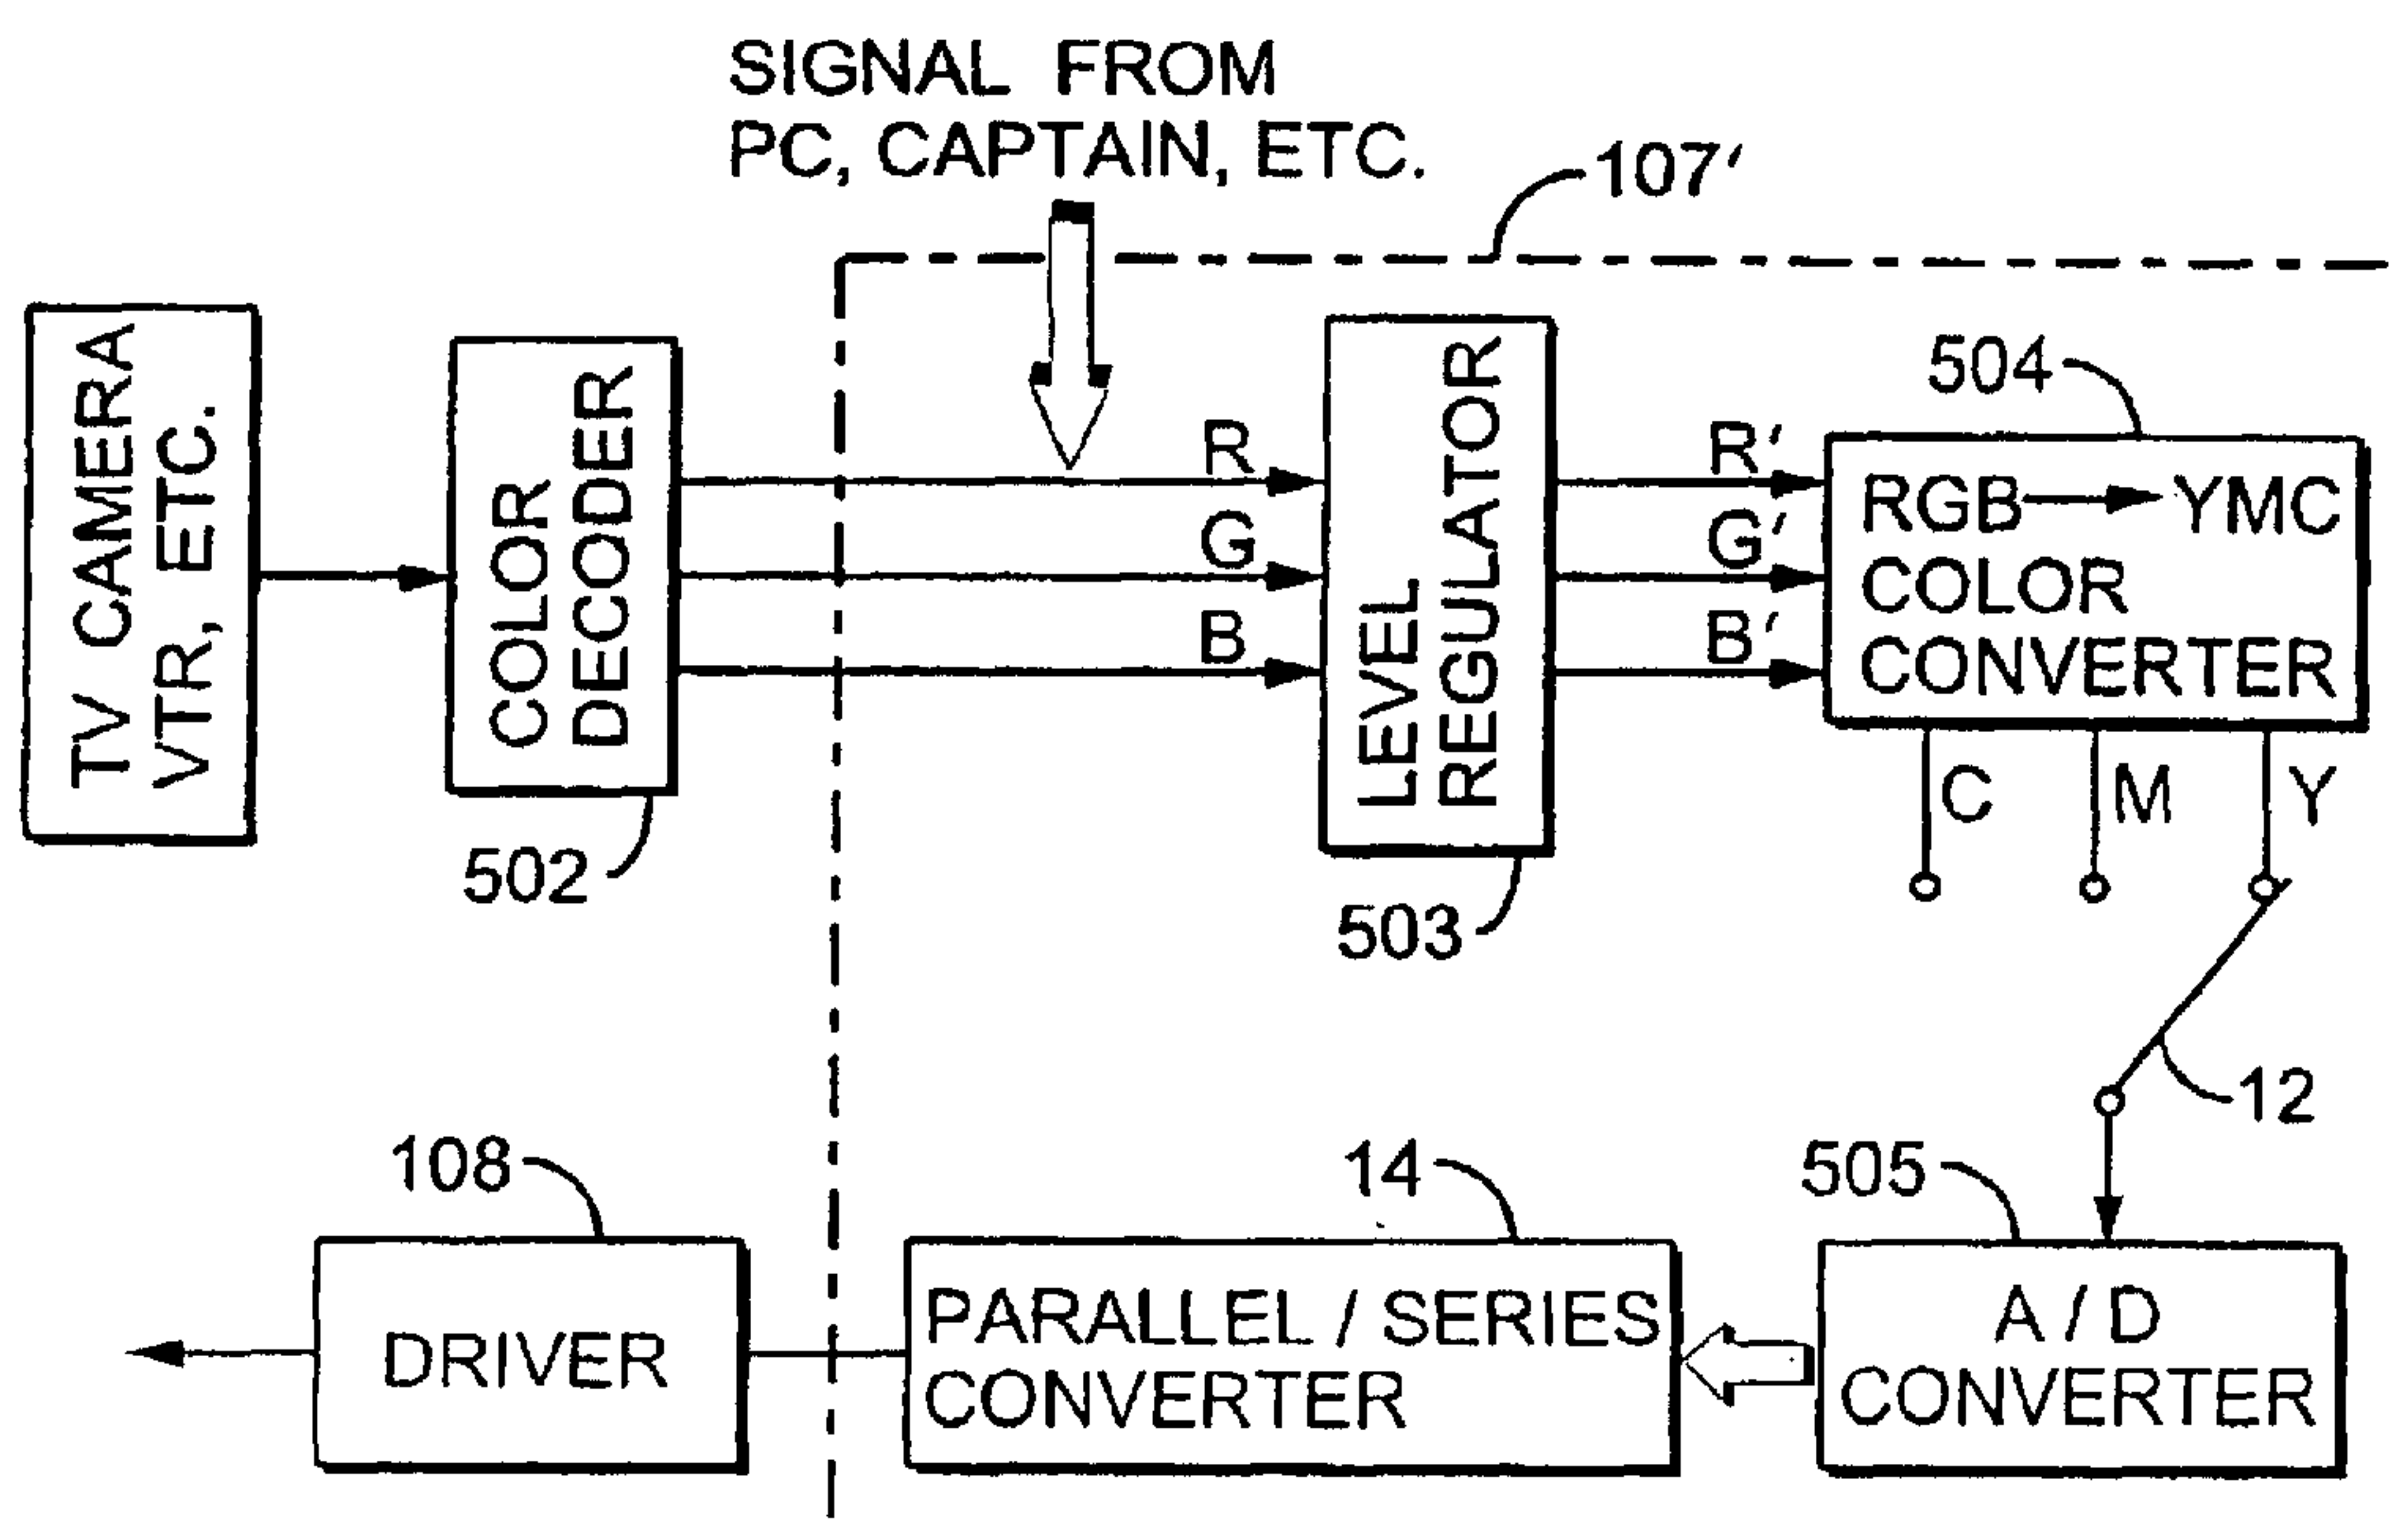 SIGNAL FROM
PC, CAPTAIN, ETC.
107'
TV CAMERA
VTR, ETC.
COLOR
DECODER
502
R
G
B
LEVEL
REGULATOR
503
R'
G'
B'
504
RGB → YMC
COLOR
CONVERTER
C
M
Y
12
108
DRIVER
14
PARALLEL / SERIES
CONVERTER
505
A / D
CONVERTER